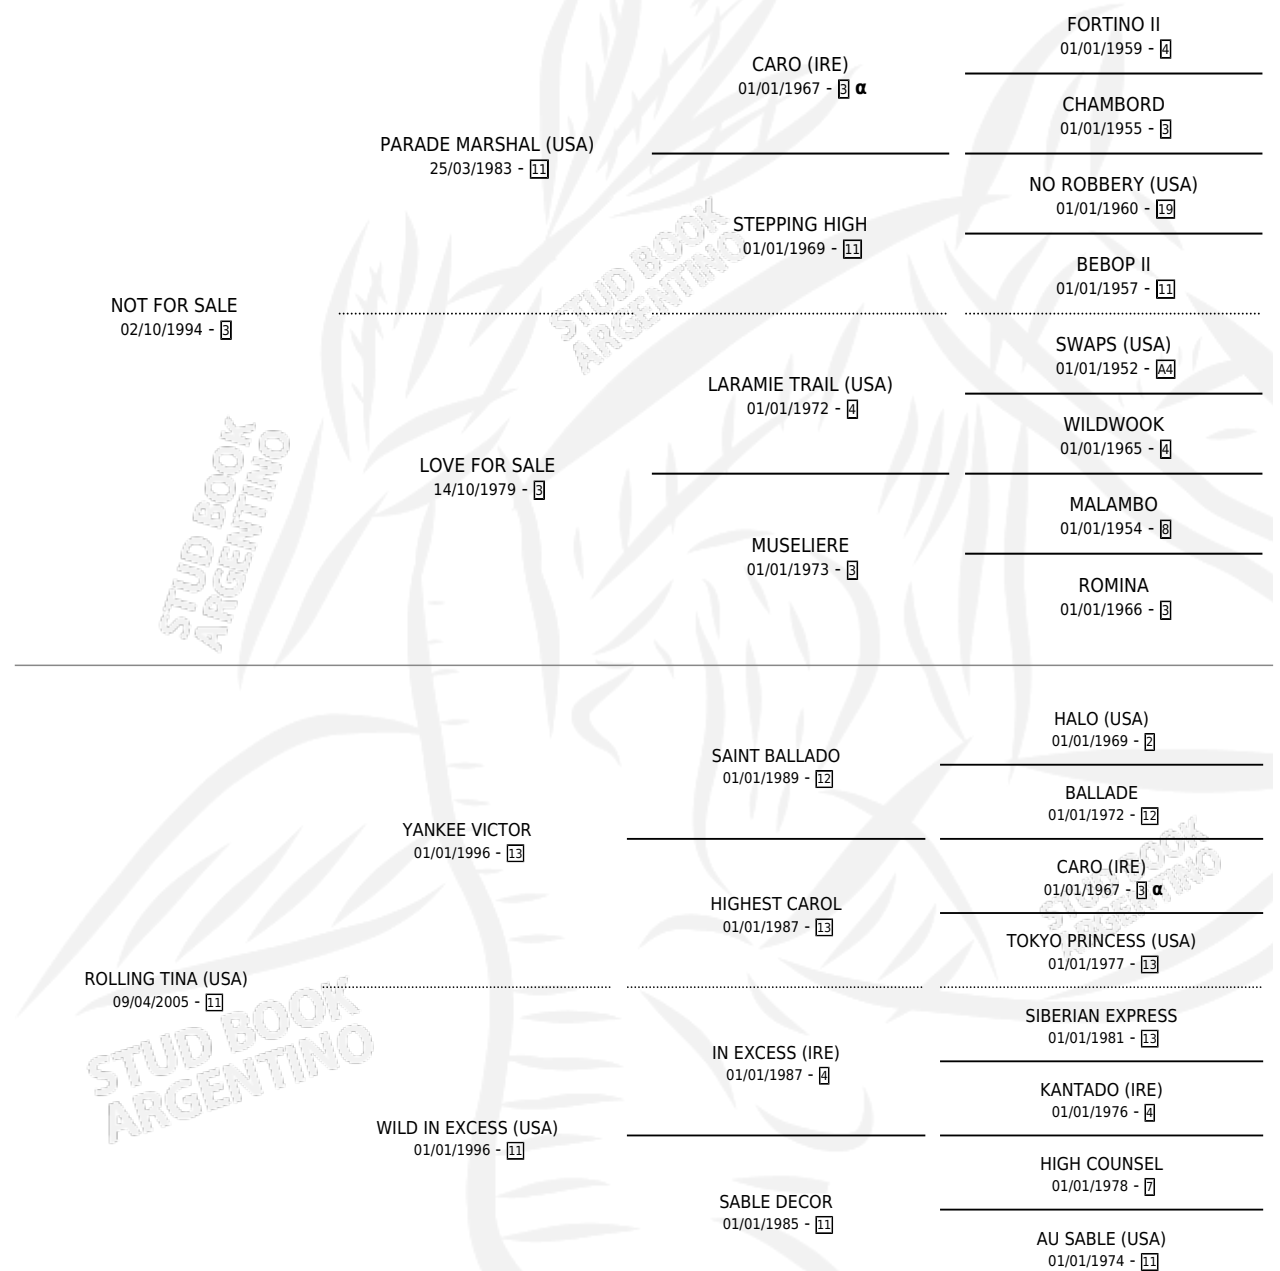 FORTINO II
01/01/1959 - 4
CARO (IRE)
01/01/1967 - 3 α
CHAMBORD
01/01/1955 - 3
PARADE MARSHAL (USA)
25/03/1983 - 11
NO ROBBERY (USA)
01/01/1960 - 19
STEPPING HIGH
01/01/1969 - 11
BEBOP II
01/01/1957 - 11
NOT FOR SALE
02/10/1994 - 3
SWAPS (USA)
01/01/1952 - A4
LARAMIE TRAIL (USA)
01/01/1972 - 4
WILDWOOK
01/01/1965 - 4
LOVE FOR SALE
14/10/1979 - 3
MALAMBO
01/01/1954 - 8
MUSELIERE
01/01/1973 - 3
ROMINA
01/01/1966 - 3
STUD BOOK
ARGENTINO
STUD BOOK
ARGENTINO
HALO (USA)
01/01/1969 - 2
SAINT BALLADO
01/01/1989 - 12
BALLADE
01/01/1972 - 12
YANKEE VICTOR
01/01/1996 - 13
CARO (IRE)
01/01/1967 - 3 α
HIGHEST CAROL
01/01/1987 - 13
TOKYO PRINCESS (USA)
01/01/1977 - 13
ROLLING TINA (USA)
09/04/2005 - 11
SIBERIAN EXPRESS
01/01/1981 - 13
IN EXCESS (IRE)
01/01/1987 - 4
KANTADO (IRE)
01/01/1976 - 4
WILD IN EXCESS (USA)
01/01/1996 - 11
HIGH COUNSEL
01/01/1978 - 7
SABLE DECOR
01/01/1985 - 11
AU SABLE (USA)
01/01/1974 - 11
STUD BOOK
ARGENTINO
STUD BOOK
ARGENTINO